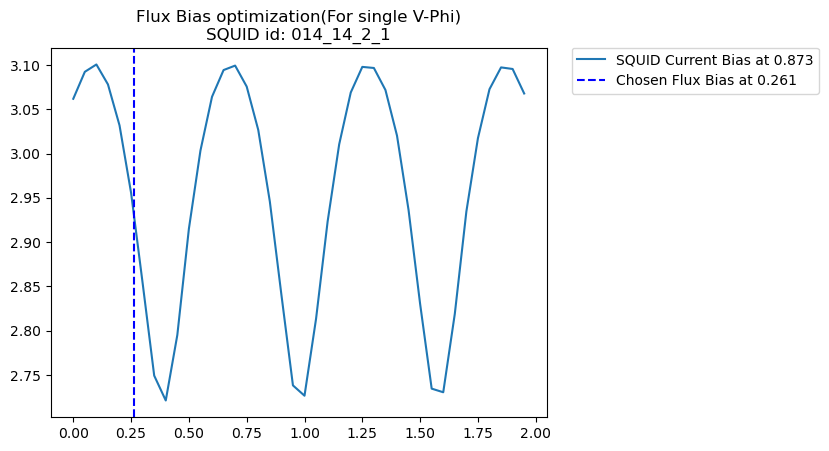 Flux Bias optimization(For single V-Phi)
SQUID id: 014_14_2_1
SQUID Current Bias at 0.873
Chosen Flux Bias at 0.261
3.10
3.05
3.00
2.95
2.90
2.85
2.80
2.75
0.00 0.25 0.50 0.75 1.00 1.25 1.50 1.75 2.00